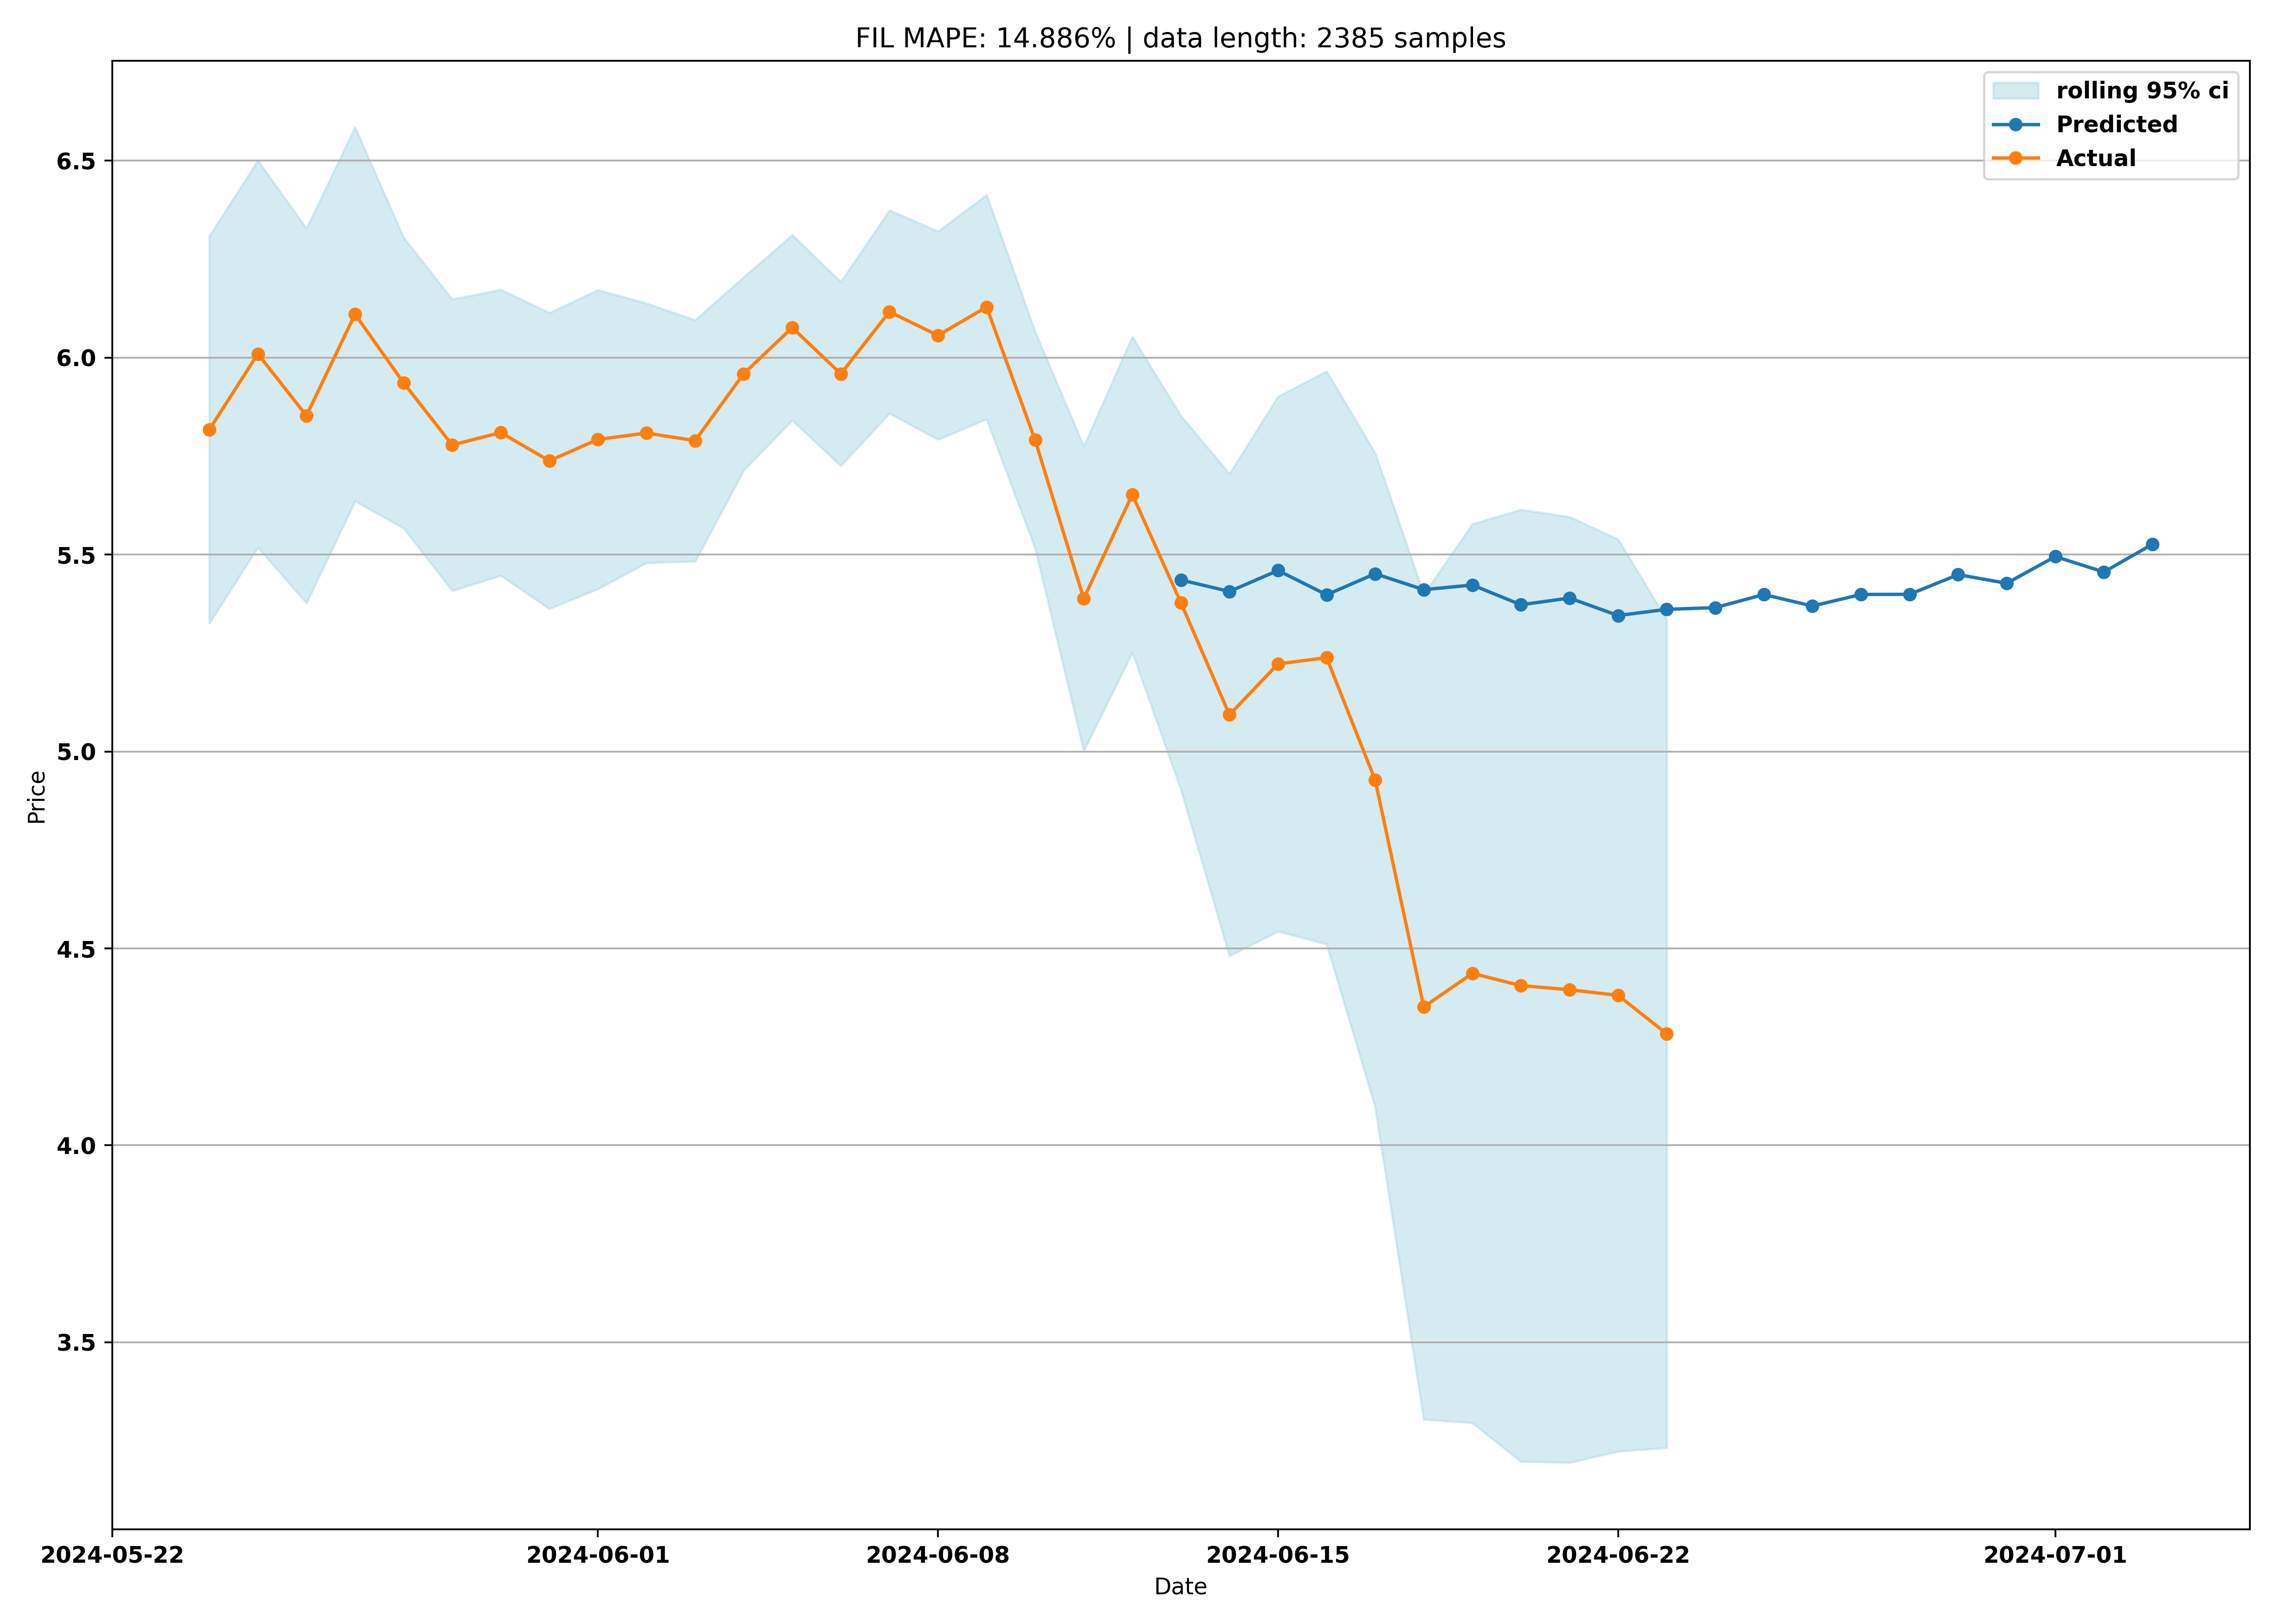 FIL MAPE: 14.886% | data length: 2385 samples
rolling 95% ci
Predicted
Actual
6.5
6.0
5.5
5.0
4.5
4.0
3.5
Price
2024-05-22
2024-06-01
2024-06-08
2024-06-15
2024-06-22
2024-07-01
Date